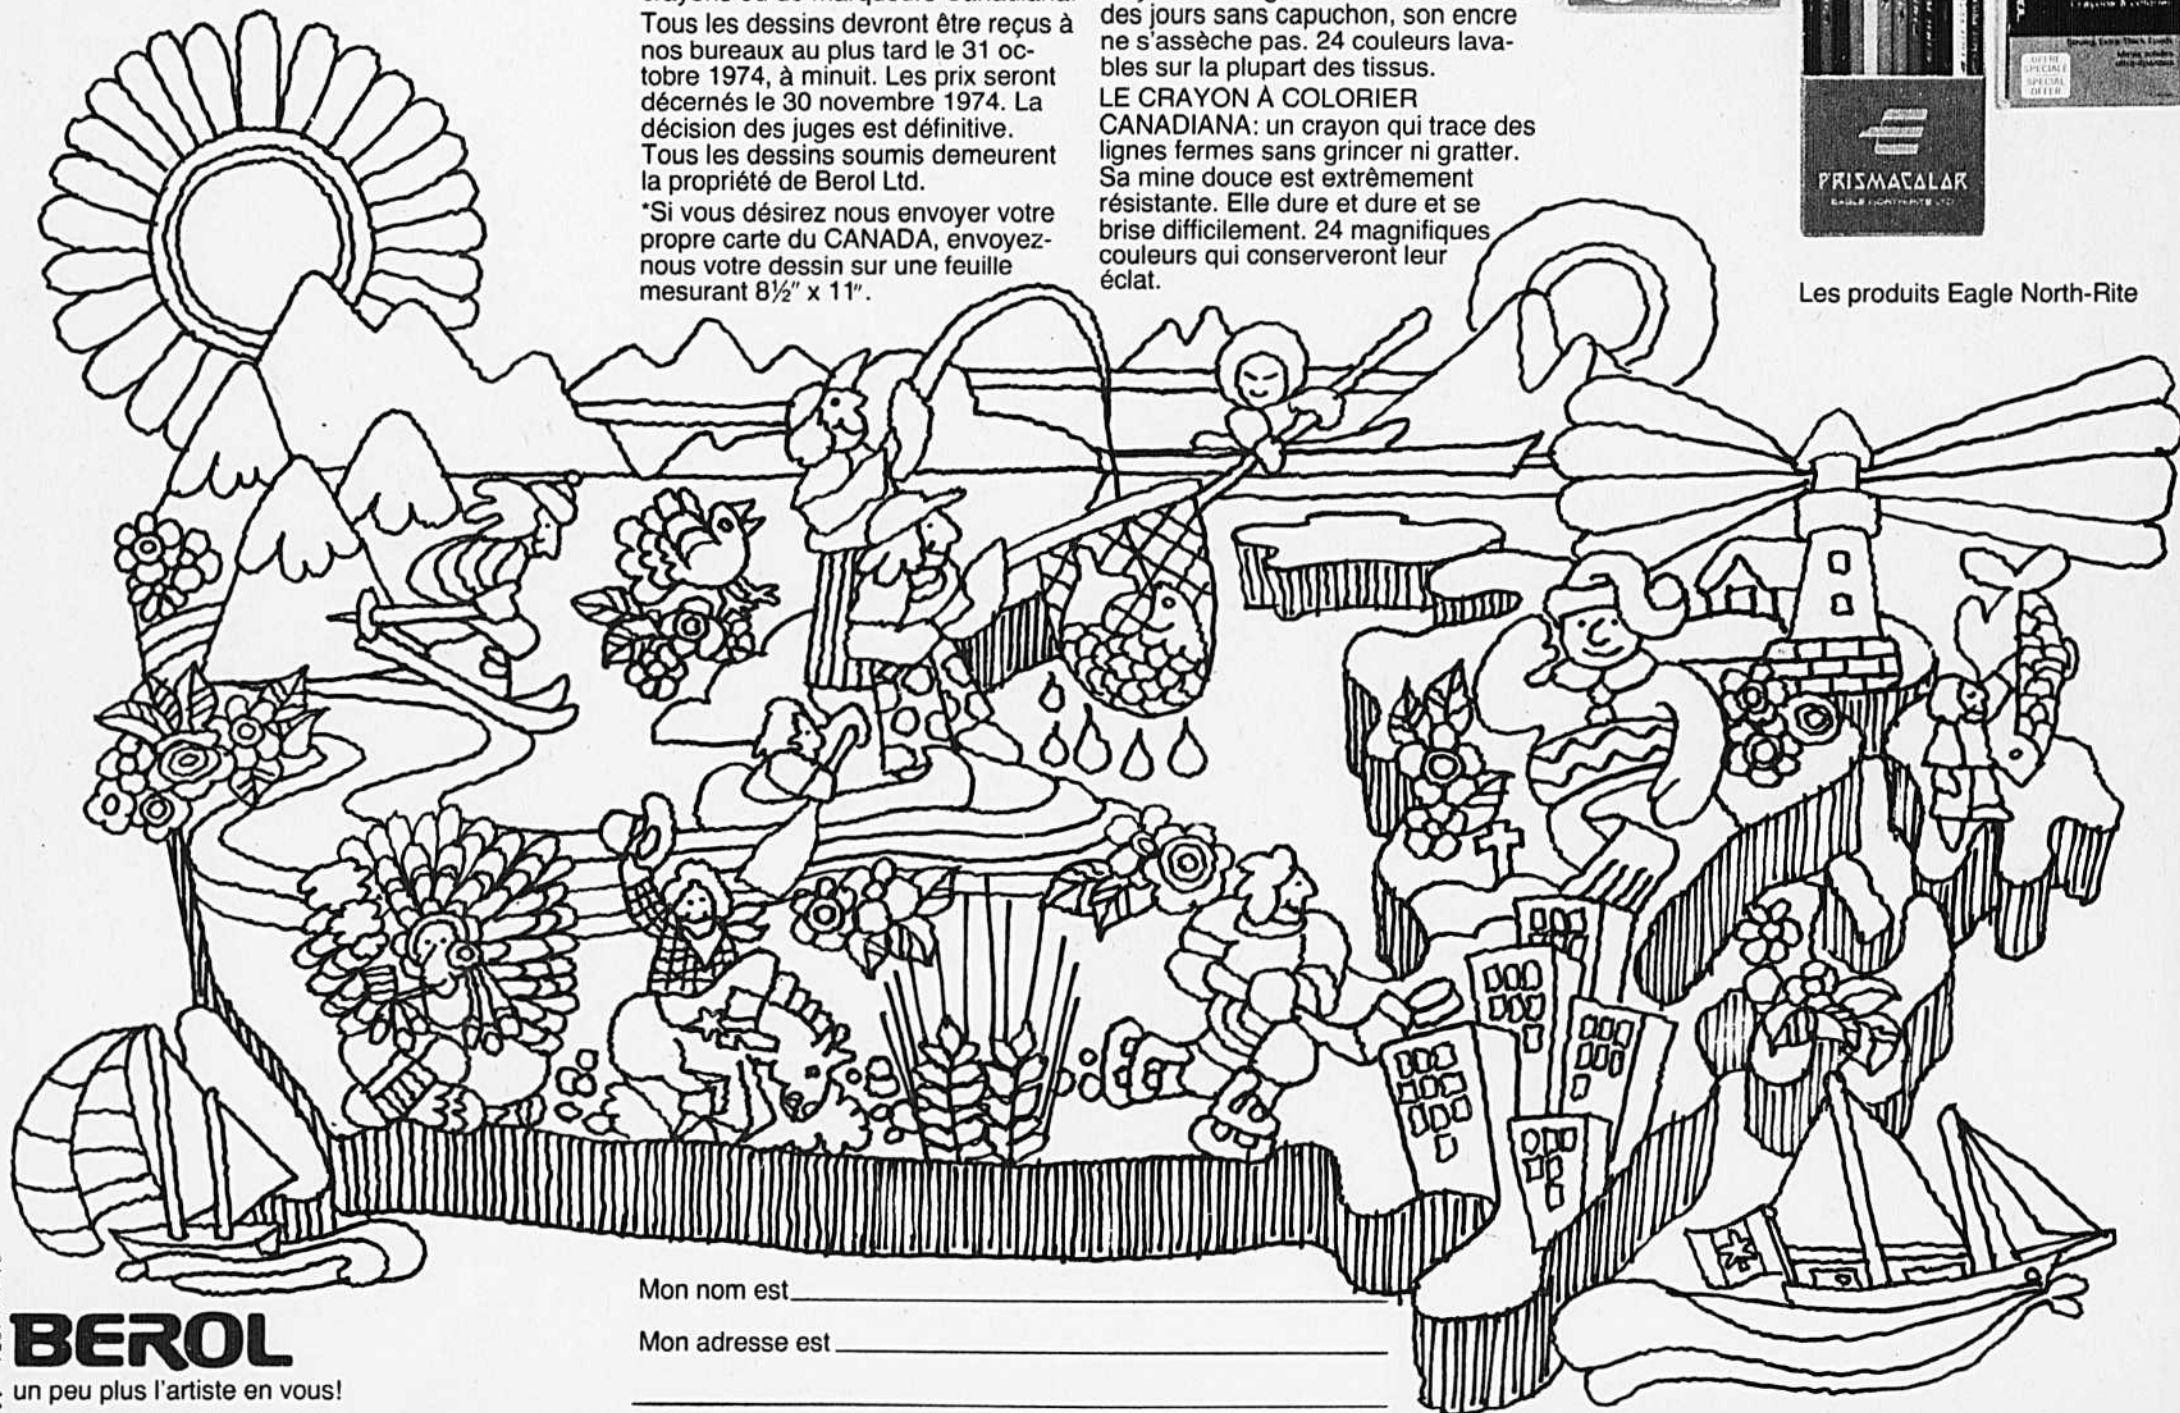 Tous les dessins devront être reçus à
nos bureaux au plus tard le 31 oc-
tobre 1974, à minuit. Les prix seront
décernés le 30 novembre 1974. La
décision des juges est définitive.
Tous les dessins soumis demeurent
la propriété de Berol Ltd.
*Si vous désirez nous envoyer votre
propre carte du CANADA, envoyez-
nous votre dessin sur une feuille
mesurant 8½" x 11".
des jours sans capuchon, son encre
ne s'assèche pas. 24 couleurs lava-
bles sur la plupart des tissus.
LE CRAYON À COLORIER
CANADIANA: un crayon qui trace des
lignes fermes sans grincer ni gratter.
Sa mine douce est extrêmement
résistante. Elle dure et dure et se
brise difficilement. 24 magnifiques
couleurs qui conserveront leur
éclat.
OFFRE
SPÉCIALE
SPECIAL
OFFER
PRISMACALAR
Les produits Eagle North-Rite
Mon nom est
Mon adresse est
BEROL
un peu plus l'artiste en vous!